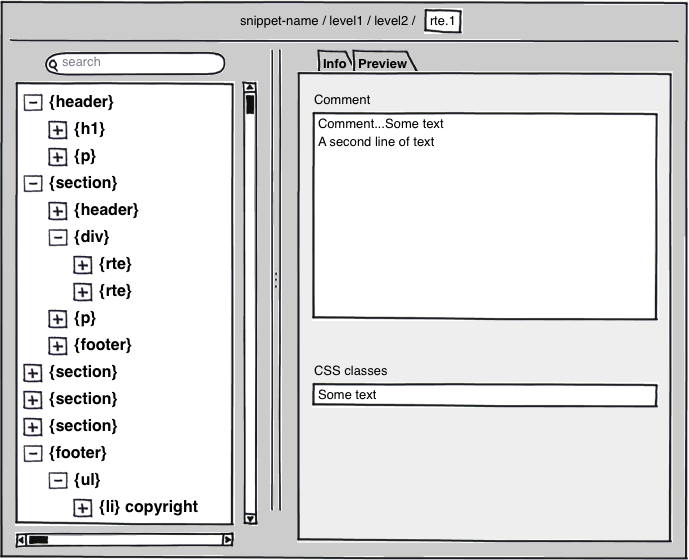 snippet-name / level1 / level2 / rte.1
search
{header}
{h1}
{p}
{section}
{header}
{div}
{rte}
{rte}
{p}
{footer}
{section}
{section}
{section}
{footer}
{ul}
{li} copyright
Info Preview
Comment
Comment...Some text
A second line of text
CSS classes
Some text